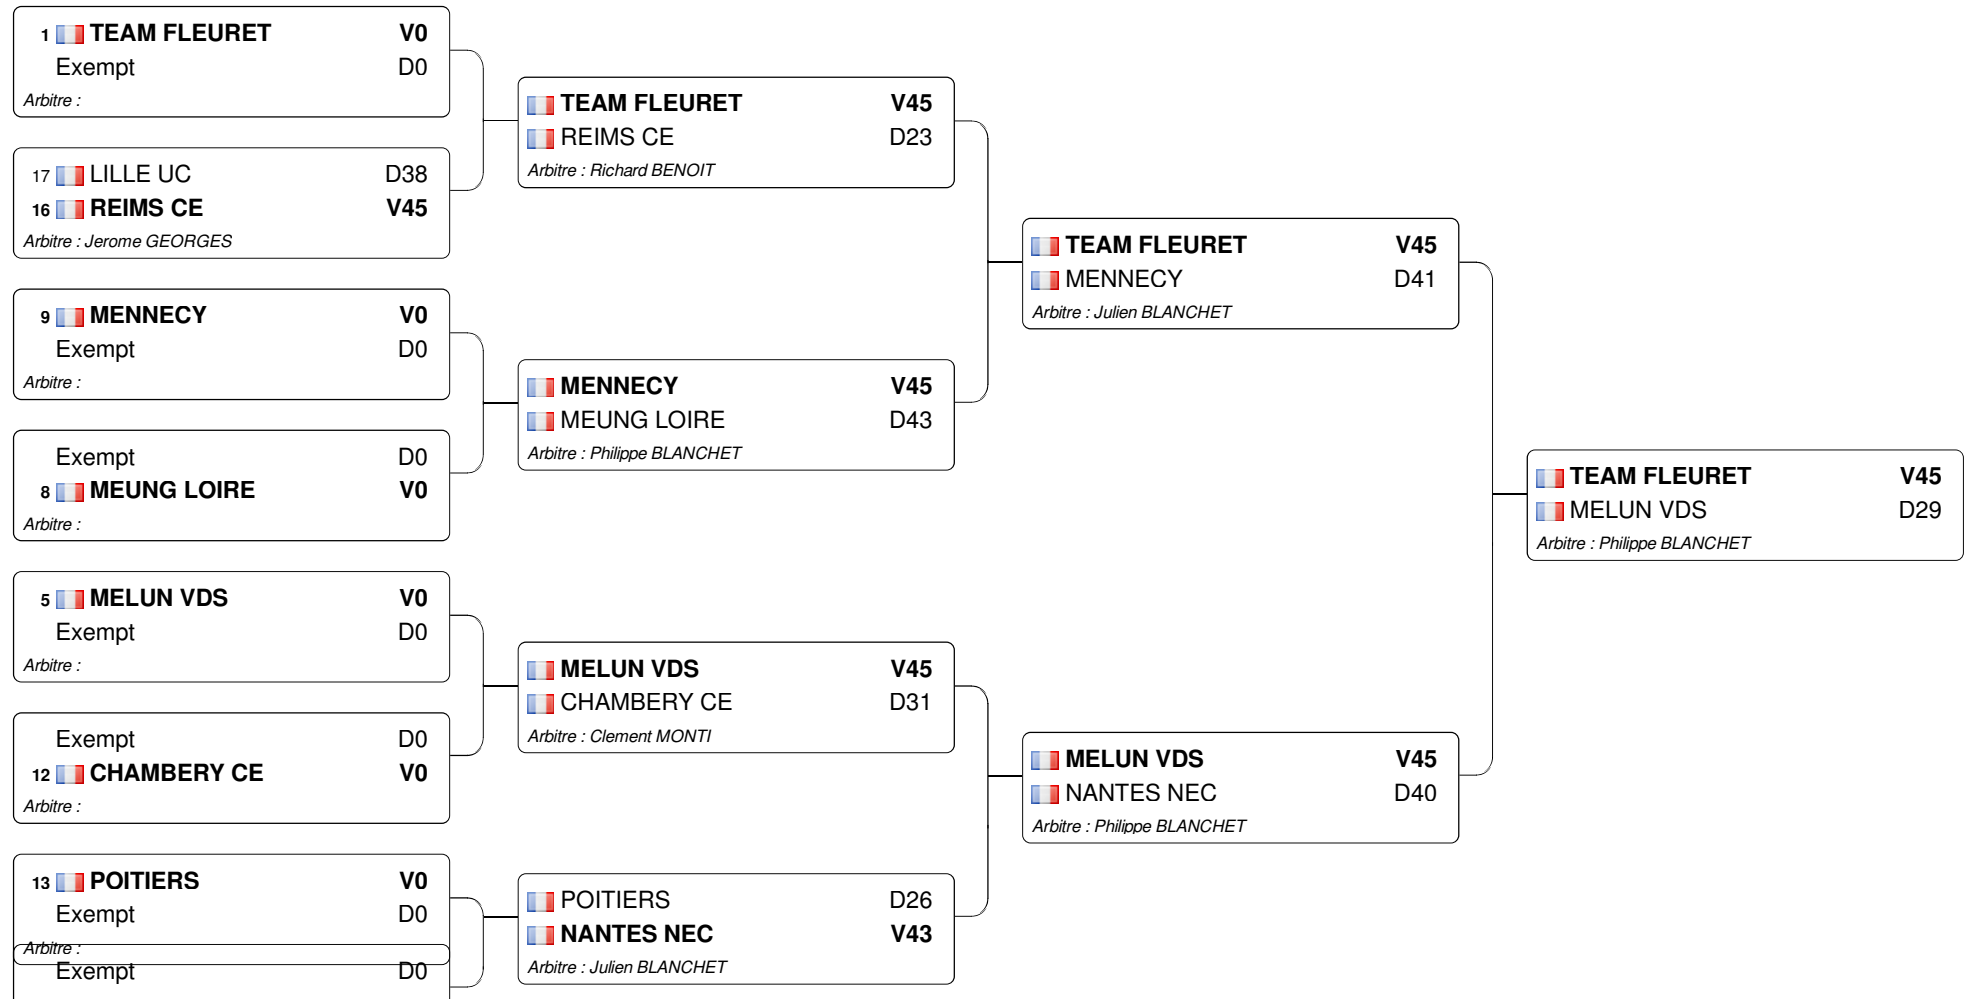 1 TEAM FLEURET V0
Exempt D0
Arbitre :
17 LILLE UC D38
16 REIMS CE V45
Arbitre : Jerome GEORGES
9 MENNECY V0
Exempt D0
Arbitre :
Exempt D0
8 MEUNG LOIRE V0
Arbitre :
5 MELUN VDS V0
Exempt D0
Arbitre :
Exempt D0
12 CHAMBERY CE V0
Arbitre :
13 POITIERS V0
Exempt D0
Arbitre :
Exempt D0
TEAM FLEURET V45
REIMS CE D23
Arbitre : Richard BENOIT
MENNECY V45
MEUNG LOIRE D43
Arbitre : Philippe BLANCHET
MELUN VDS V45
CHAMBERY CE D31
Arbitre : Clement MONTI
POITIERS D26
NANTES NEC V43
Arbitre : Julien BLANCHET
TEAM FLEURET V45
MENNECY D41
Arbitre : Julien BLANCHET
MELUN VDS V45
NANTES NEC D40
Arbitre : Philippe BLANCHET
TEAM FLEURET V45
MELUN VDS D29
Arbitre : Philippe BLANCHET